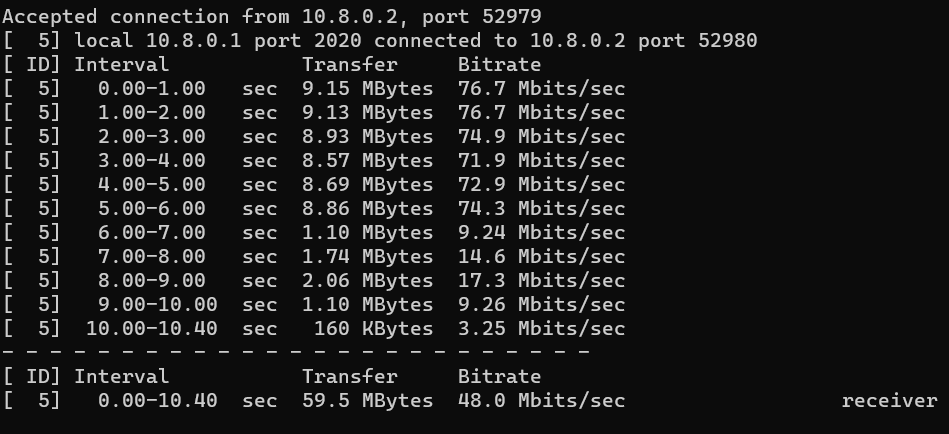 Accepted connection from 10.8.0.2, port 52979
[  5] local 10.8.0.1 port 2020 connected to 10.8.0.2 port 52980
[ ID] Interval           Transfer     Bitrate
[  5]   0.00-1.00   sec  9.15 MBytes  76.7 Mbits/sec
[  5]   1.00-2.00   sec  9.13 MBytes  76.7 Mbits/sec
[  5]   2.00-3.00   sec  8.93 MBytes  74.9 Mbits/sec
[  5]   3.00-4.00   sec  8.57 MBytes  71.9 Mbits/sec
[  5]   4.00-5.00   sec  8.69 MBytes  72.9 Mbits/sec
[  5]   5.00-6.00   sec  8.86 MBytes  74.3 Mbits/sec
[  5]   6.00-7.00   sec  1.10 MBytes  9.24 Mbits/sec
[  5]   7.00-8.00   sec  1.74 MBytes  14.6 Mbits/sec
[  5]   8.00-9.00   sec  2.06 MBytes  17.3 Mbits/sec
[  5]   9.00-10.00  sec  1.10 MBytes  9.26 Mbits/sec
[  5]  10.00-10.40  sec   160 KBytes  3.25 Mbits/sec
- - - - - - - - - - - - - - - - - - - - - - - - -
[ ID] Interval           Transfer     Bitrate
[  5]   0.00-10.40  sec  59.5 MBytes  48.0 Mbits/sec                  receiver